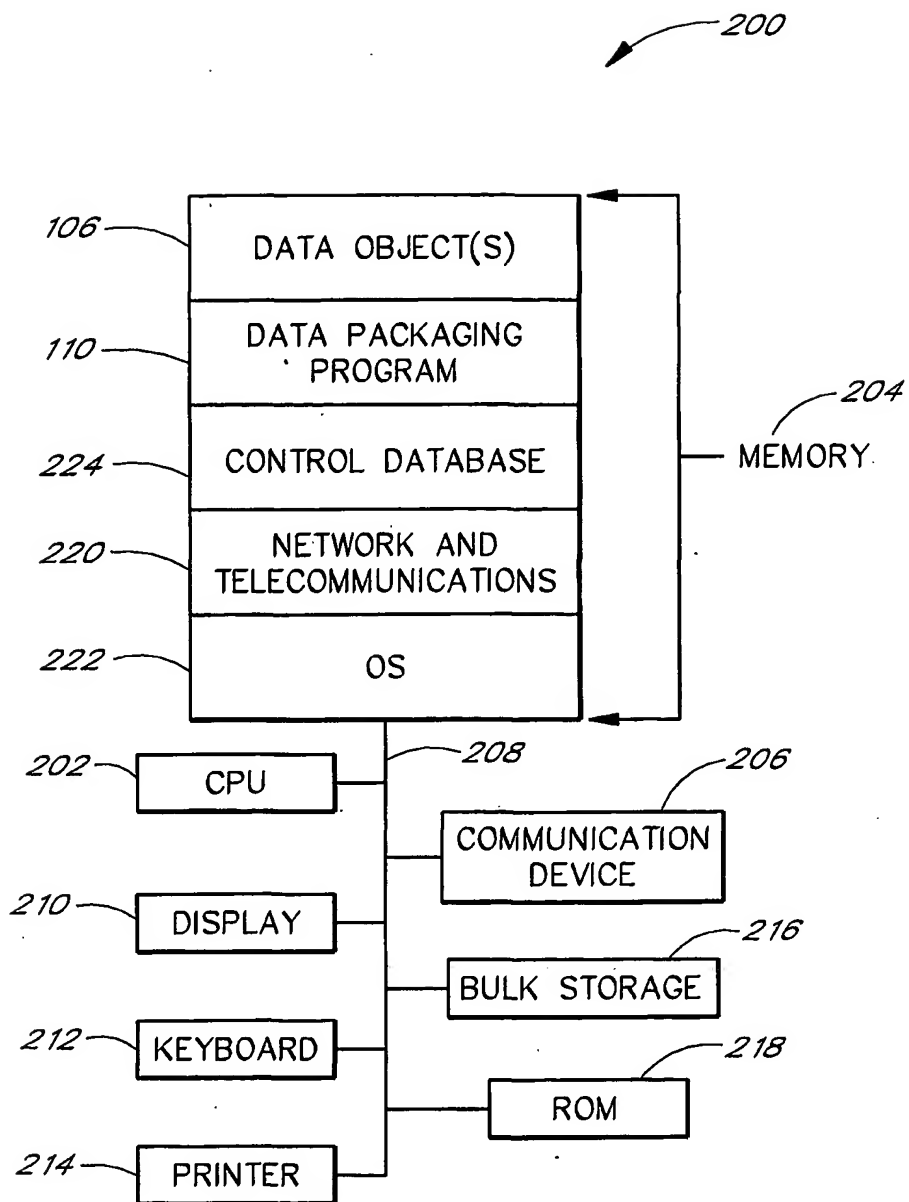 200
106
DATA OBJECT(S)
110
DATA PACKAGING
PROGRAM
204
MEMORY
224
CONTROL DATABASE
220
NETWORK AND
TELECOMMUNICATIONS
222
OS
208
202
CPU
206
COMMUNICATION
DEVICE
210
DISPLAY
216
BULK STORAGE
212
KEYBOARD
218
ROM
214
PRINTER